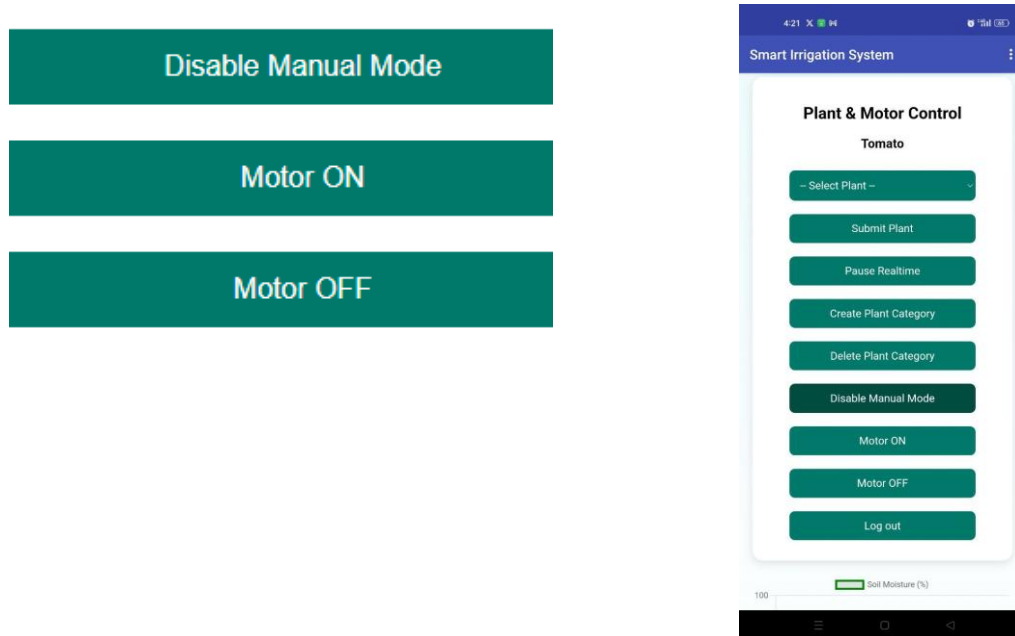 Disable Manual Mode
Motor ON
Motor OFF
4:21
Smart Irrigation System
Plant & Motor Control
Tomato
– Select Plant –
Submit Plant
Pause Realtime
Create Plant Category
Delete Plant Category
Disable Manual Mode
Motor ON
Motor OFF
Log out
Soil Moisture (%)
100